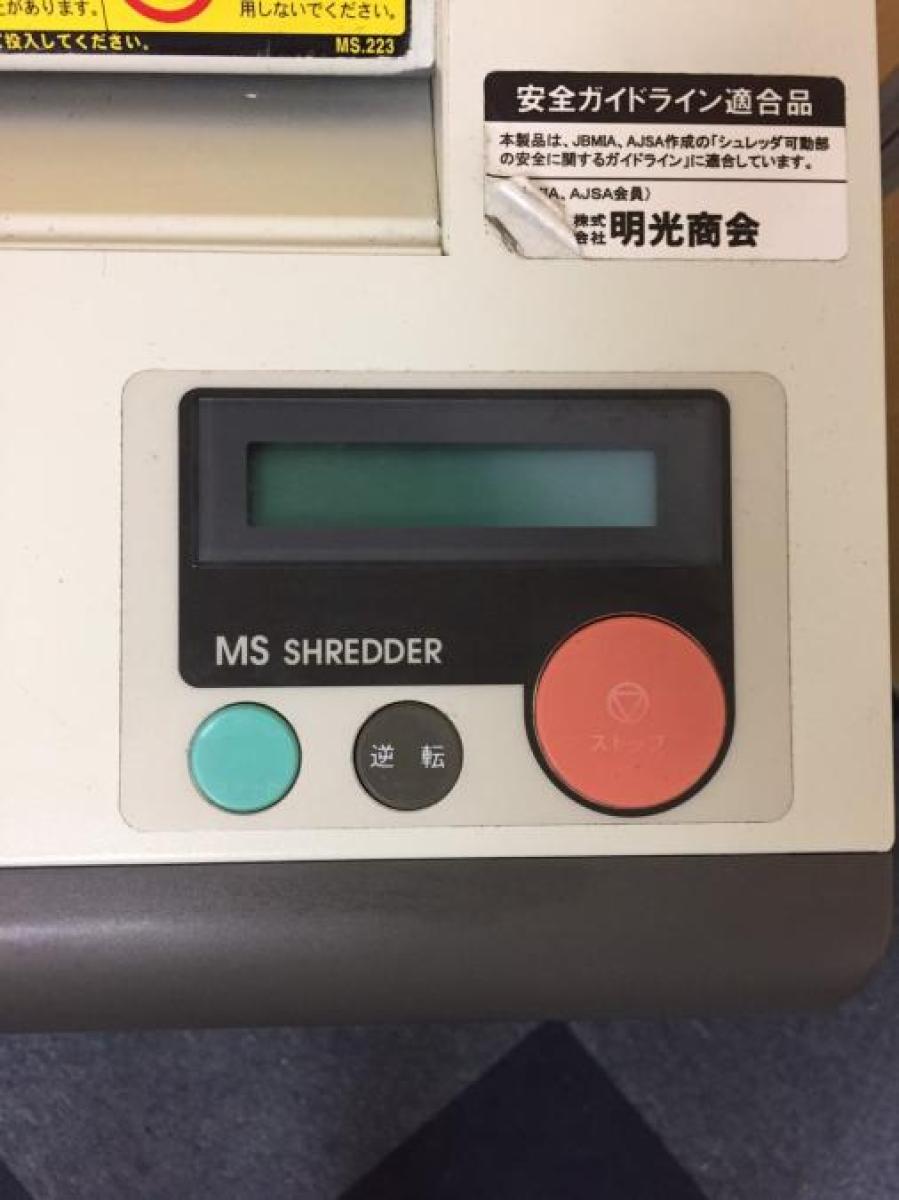 とがあります。
用しないでください。
投入してください。
MS.223
安全ガイドライン適合品
本製品は、JBMIA、AJSA作成の「シュレッダ可動部
の安全に関するガイドライン」に適合しています。
IA、AJSA会員）
株式会社 明光商会
MS SHREDDER
逆 転
ストップ